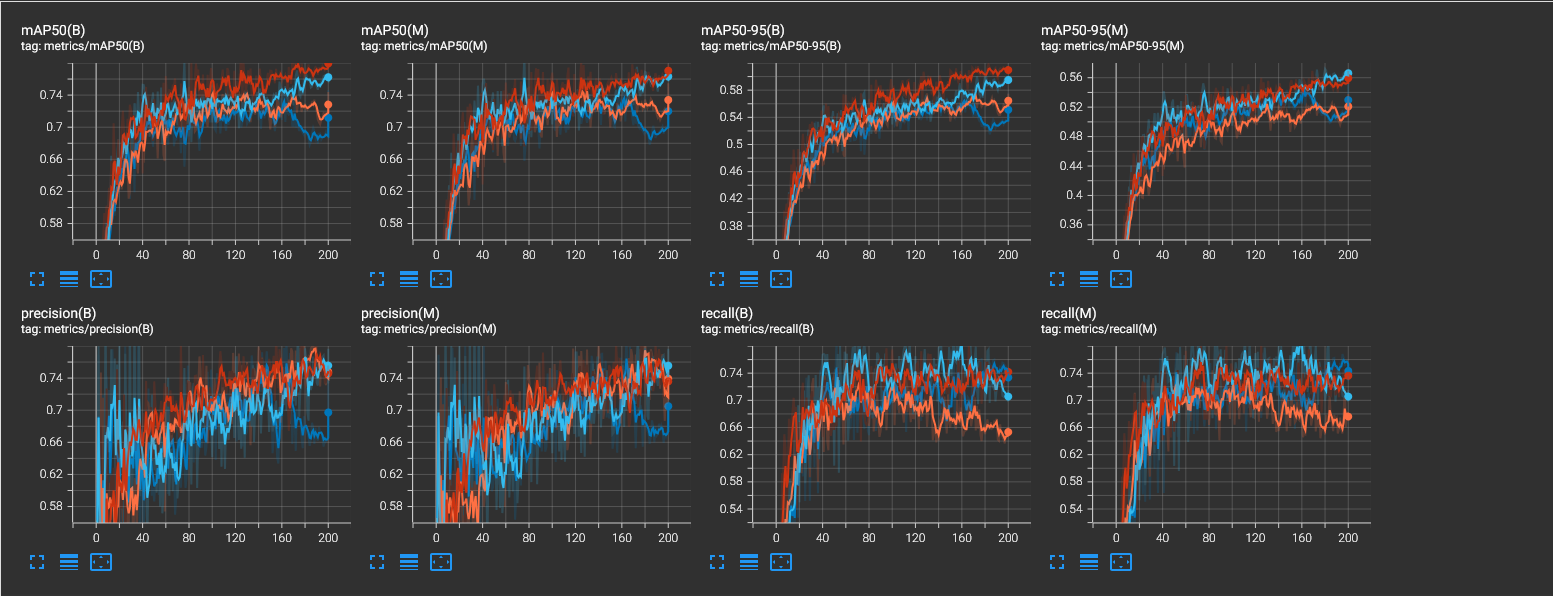 mAP50(B)
tag: metrics/mAP50(B)
0.74
0.7
0.66
0.62
0.58
0 40 80 120 160 200
mAP50(M)
tag: metrics/mAP50(M)
0.74
0.7
0.66
0.62
0.58
0 40 80 120 160 200
mAP50-95(B)
tag: metrics/mAP50-95(B)
0.58
0.54
0.5
0.46
0.42
0.38
0 40 80 120 160 200
mAP50-95(M)
tag: metrics/mAP50-95(M)
0.56
0.52
0.48
0.44
0.4
0.36
0 40 80 120 160 200
precision(B)
tag: metrics/precision(B)
0.74
0.7
0.66
0.62
0.58
0 40 80 120 160 200
precision(M)
tag: metrics/precision(M)
0.74
0.7
0.66
0.62
0.58
0 40 80 120 160 200
recall(B)
tag: metrics/recall(B)
0.74
0.7
0.66
0.62
0.58
0.54
0 40 80 120 160 200
recall(M)
tag: metrics/recall(M)
0.74
0.7
0.66
0.62
0.58
0.54
0 40 80 120 160 200